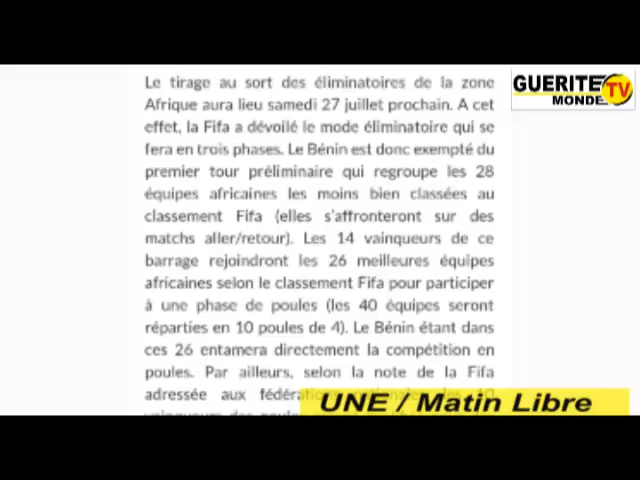 Le tirage au sort des éliminatoires de la zone
Afrique aura lieu samedi 27 juillet prochain. A cet
effet, la Fifa a dévoilé le mode éliminatoire qui se
fera en trois phases. Le Bénin est donc exempté du
premier tour préliminaire qui regroupe les 28
équipes africaines les moins bien classées au
classement Fifa (elles s'affronteront sur des
matchs aller/retour). Les 14 vainqueurs de ce
barrage rejoindront les 26 meilleures équipes
africaines selon le classement Fifa pour participer
à une phase de poules (les 40 équipes seront
réparties en 10 poules de 4). Le Bénin étant dans
ces 26 entamera directement la compétition en
poules. Par ailleurs, selon la note de la Fifa
adressée aux
GUERITE TV
MONDE
UNE / Matin Libre